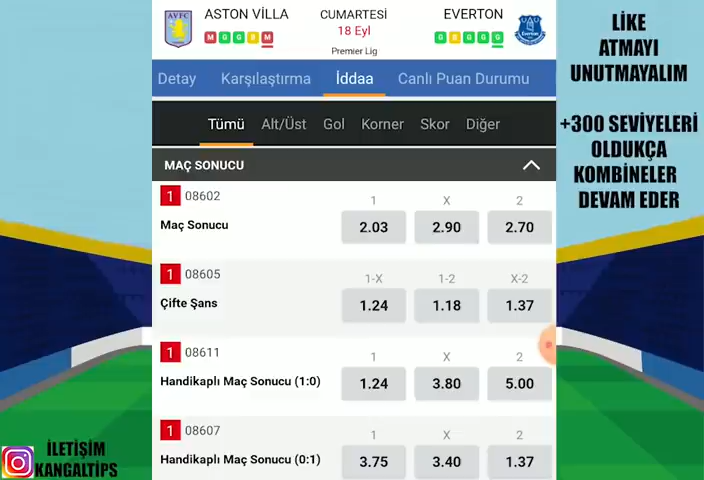 ASTON VİLLA
M G G B M
CUMARTESİ
18 Eyl
Premier Lig
EVERTON
G B G G G
Detay Karşılaştırma İddaa Canlı Puan Durumu
Tümü Alt/Üst Gol Korner Skor Diğer
MAÇ SONUCU
1 08602 1 X 2
Maç Sonucu 2.03 2.90 2.70
1 08605 1-X 1-2 X-2
Çifte Şans 1.24 1.18 1.37
1 08611 1 X 2
Handikaplı Maç Sonucu (1:0) 1.24 3.80 5.00
1 08607 1 X 2
Handikaplı Maç Sonucu (0:1) 3.75 3.40 1.37
LİKE
ATMAYI
UNUTMAYALIM
+300 SEVİYELERİ
OLDUKÇA
KOMBİNELER
DEVAM EDER
İLETİŞİM
KANGALTİPS